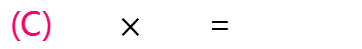 (C) × =